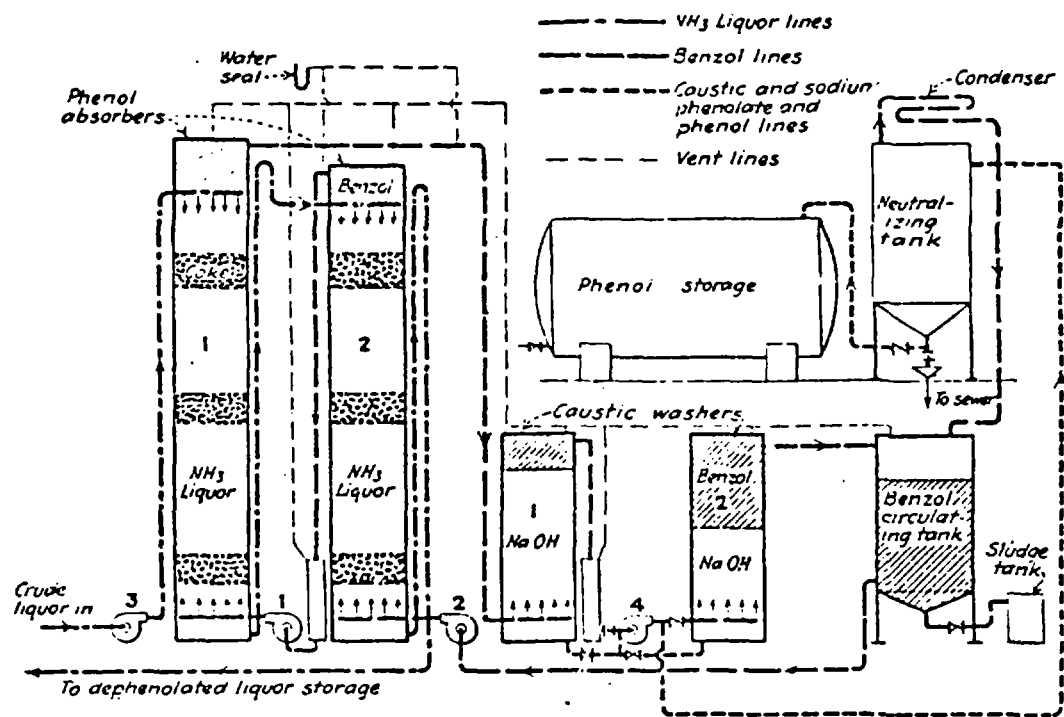 NH3 Liquor lines
Benzol lines
Caustic and sodium
phenolate and
phenol lines
Vent lines
Water
seal
Phenol
absorbers
Condenser
Benzol
Neutral-
izing
tank
Coke
Phenol storage
1
2
To sewer
Caustic washers
NH3
Liquor
NH3
Liquor
1
NaOH
Benzol
2
NaOH
Benzol
circulat-
ing tank
Sludge
tank
Crude
liquor in
3
1
2
4
To dephenolated liquor storage